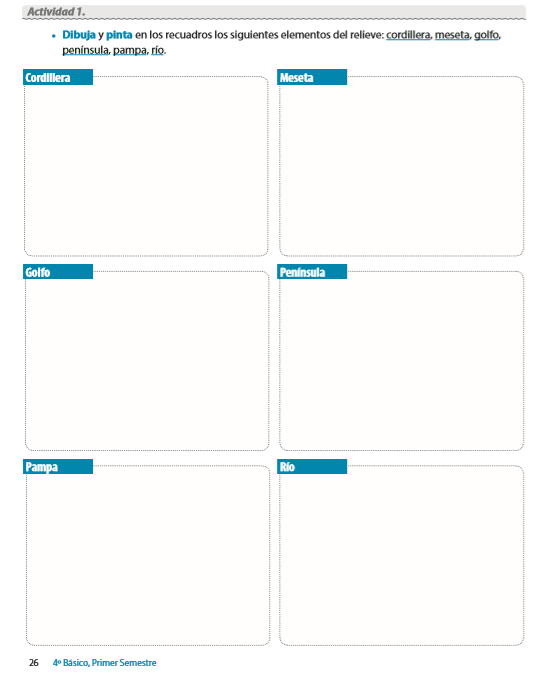 Actividad 1.
• Dibuja y pinta en los recuadros los siguientes elementos del relieve: cordillera, meseta, golfo,
península, pampa, río.
Cordillera
Meseta
Golfo
Península
Pampa
Río
26 4º Básico, Primer Semestre